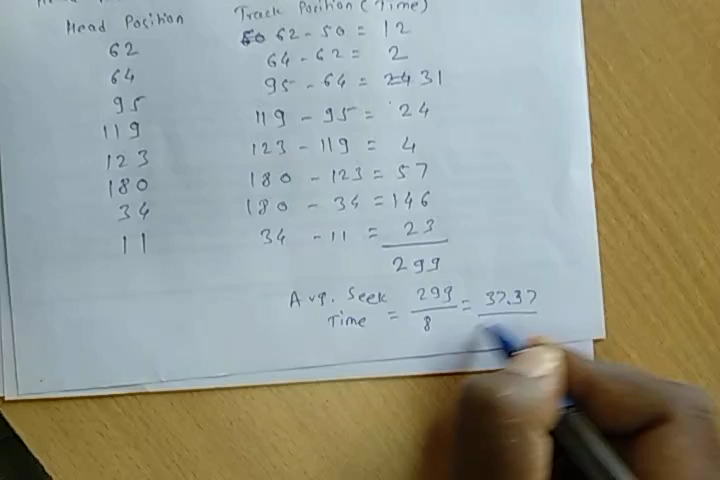 Head Position Track Position (Time)
62 62 - 50 = 12
64 64 - 62 = 2
95 95 - 64 = 31
119 119 - 95 = 24
123 123 - 119 = 4
180 180 - 123 = 57
34 180 - 34 = 146
11 34 - 11 = 23
299
Avg. Seek Time = 299 / 8 = 37.37